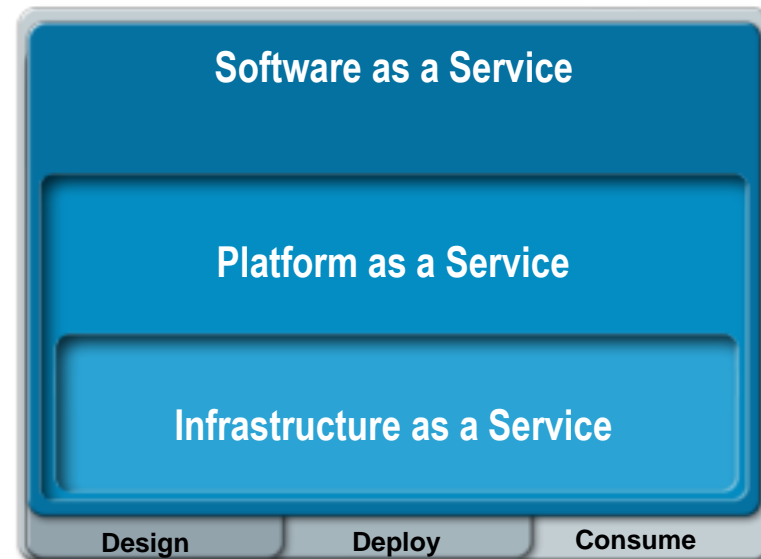 Software as a Service
Platform as a Service
Infrastructure as a Service
Design Deploy Consume